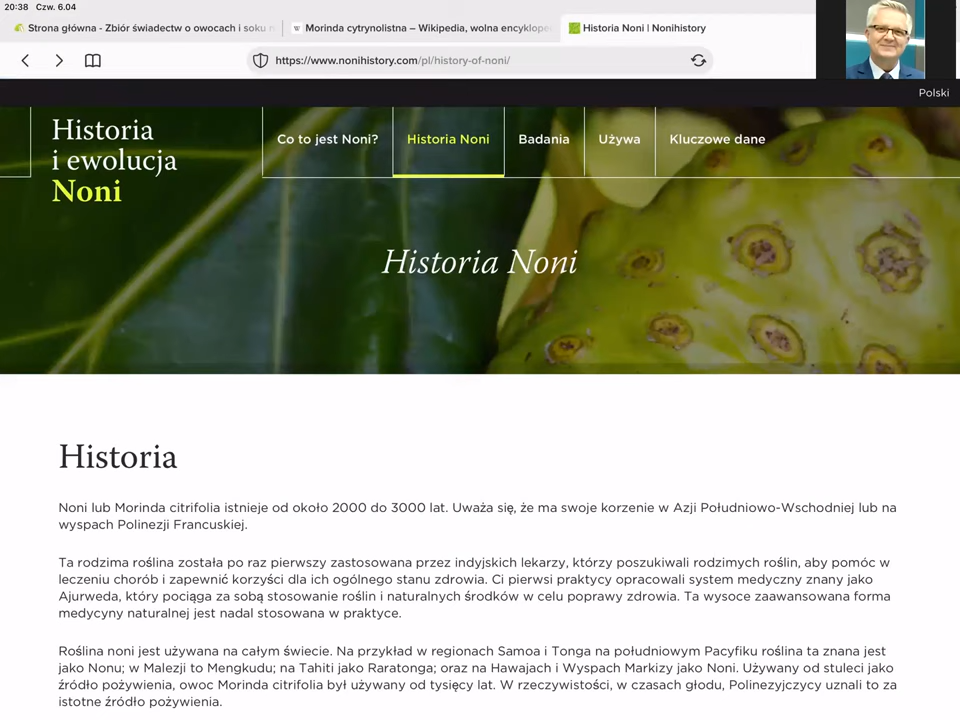 20:38 Czw. 6.04
Strona główna - Zbiór świadectw o owocach i soku n
Morinda cytrynolistna – Wikipedia, wolna encyklope
Historia Noni | Nonihistory
https://www.nonihistory.com/pl/history-of-noni/
Polski
Historia
i ewolucja
Noni
Co to jest Noni?
Historia Noni
Badania
Używa
Kluczowe dane
Historia Noni
Historia
Noni lub Morinda citrifolia istnieje od około 2000 do 3000 lat. Uważa się, że ma swoje korzenie w Azji Południowo-Wschodniej lub na
wyspach Polinezji Francuskiej.
Ta rodzima roślina została po raz pierwszy zastosowana przez indyjskich lekarzy, którzy poszukiwali rodzimych roślin, aby pomóc w
leczeniu chorób i zapewnić korzyści dla ich ogólnego stanu zdrowia. Ci pierwsi praktycy opracowali system medyczny znany jako
Ajurweda, który pociąga za sobą stosowanie roślin i naturalnych środków w celu poprawy zdrowia. Ta wysoce zaawansowana forma
medycyny naturalnej jest nadal stosowana w praktyce.
Roślina noni jest używana na całym świecie. Na przykład w regionach Samoa i Tonga na południowym Pacyfiku roślina ta znana jest
jako Nonu; w Malezji to Mengkudu; na Tahiti jako Raratonga; oraz na Hawajach i Wyspach Markizy jako Noni. Używany od stuleci jako
źródło pożywienia, owoc Morinda citrifolia był używany od tysięcy lat. W rzeczywistości, w czasach głodu, Polinezyjczycy uznali to za
istotne źródło pożywienia.